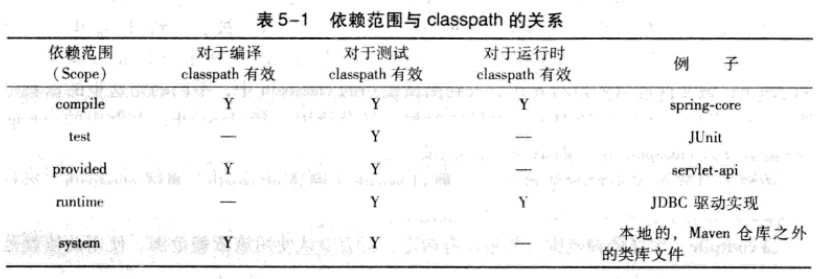 表 5-1 依赖范围与 classpath 的关系
依赖范围 (Scope) 对于编译 classpath 有效 对于测试 classpath 有效 对于运行时 classpath 有效 例 子
compile Y Y Y spring-core
test — Y — JUnit
provided Y Y — servlet-api
runtime — Y Y JDBC 驱动实现
system Y Y — 本地的，Maven 仓库之外的类库文件